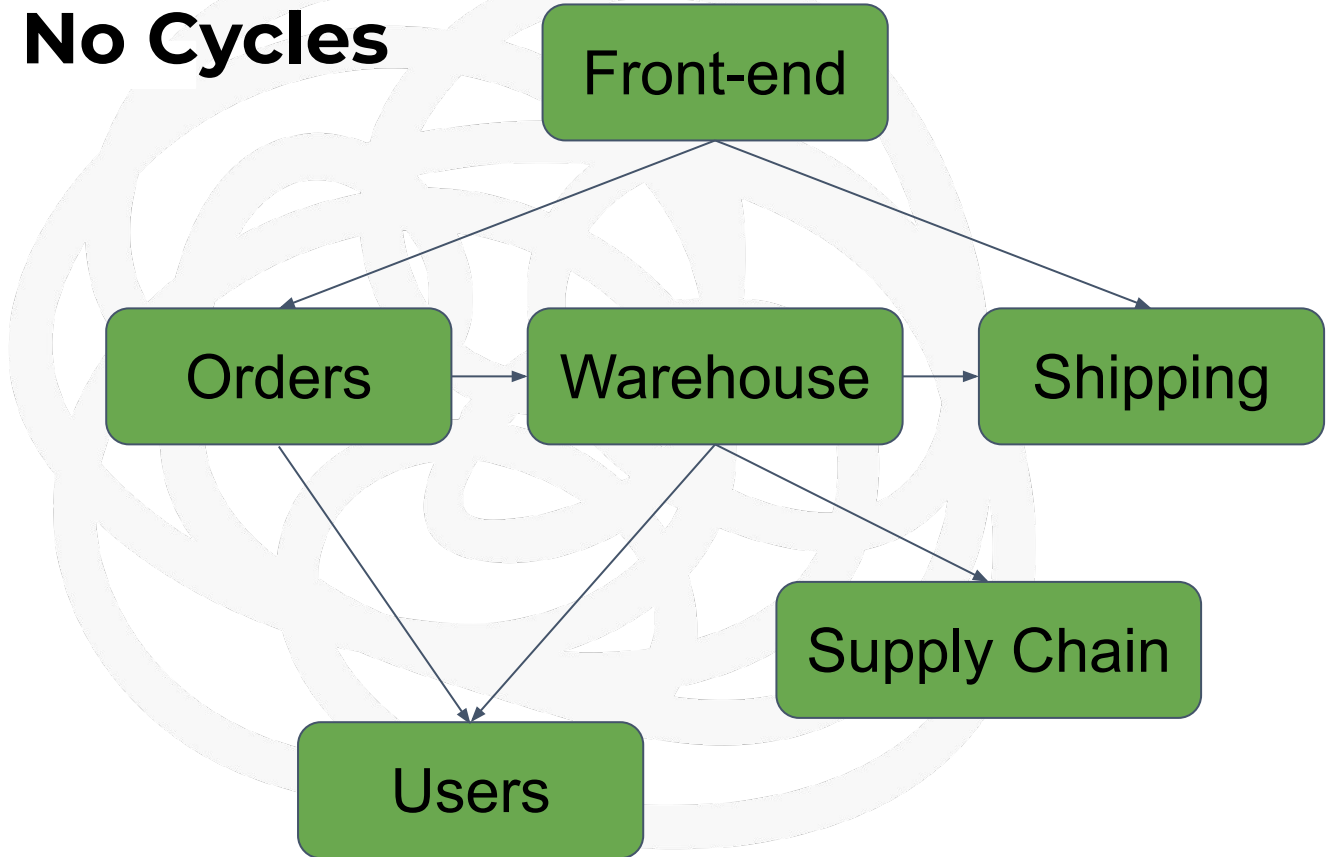 No Cycles
Front-end
Orders
Warehouse
Shipping
Supply Chain
Users